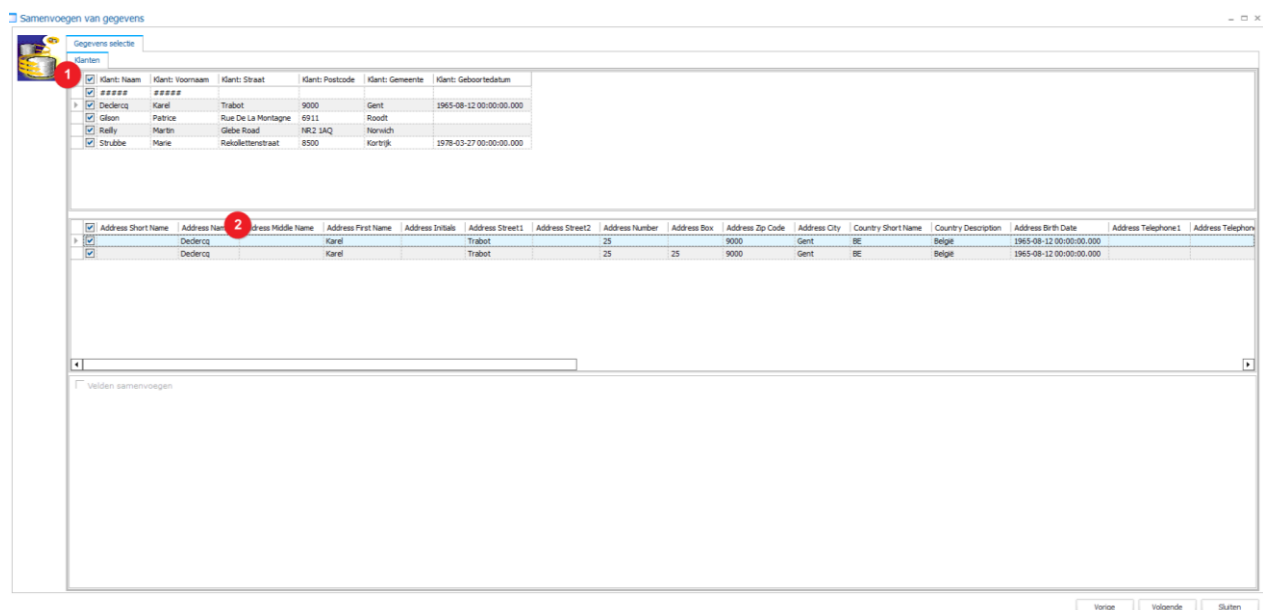 Samenvoegen van gegevens
Gegevens selectie
Klanten
1
Klant: Naam Klant: Voornaam Klant: Straat Klant: Postcode Klant: Gemeente Klant: Geboortedatum
##### #####
Declercq Karel Trabot 9000 Gent 1965-08-12 00:00:00.000
Gilson Patrice Rue De La Montagne 6911 Roodt
Reilly Martin Glebe Road NR2 1AQ Norwich
Strubbe Marie Rekollettenstraat 8500 Kortrijk 1978-03-27 00:00:00.000
2
Address Short Name Address Nam dress Middle Name Address First Name Address Initials Address Street1 Address Street2 Address Number Address Box Address Zip Code Address City Country Short Name Country Description Address Birth Date Address Telephone1 Address Telephon
Declercq Karel Trabot 25 9000 Gent BE België 1965-08-12 00:00:00.000
Declercq Karel Trabot 25 25 9000 Gent BE België 1965-08-12 00:00:00.000
Velden samenvoegen
Vorige Volgende Sluiten